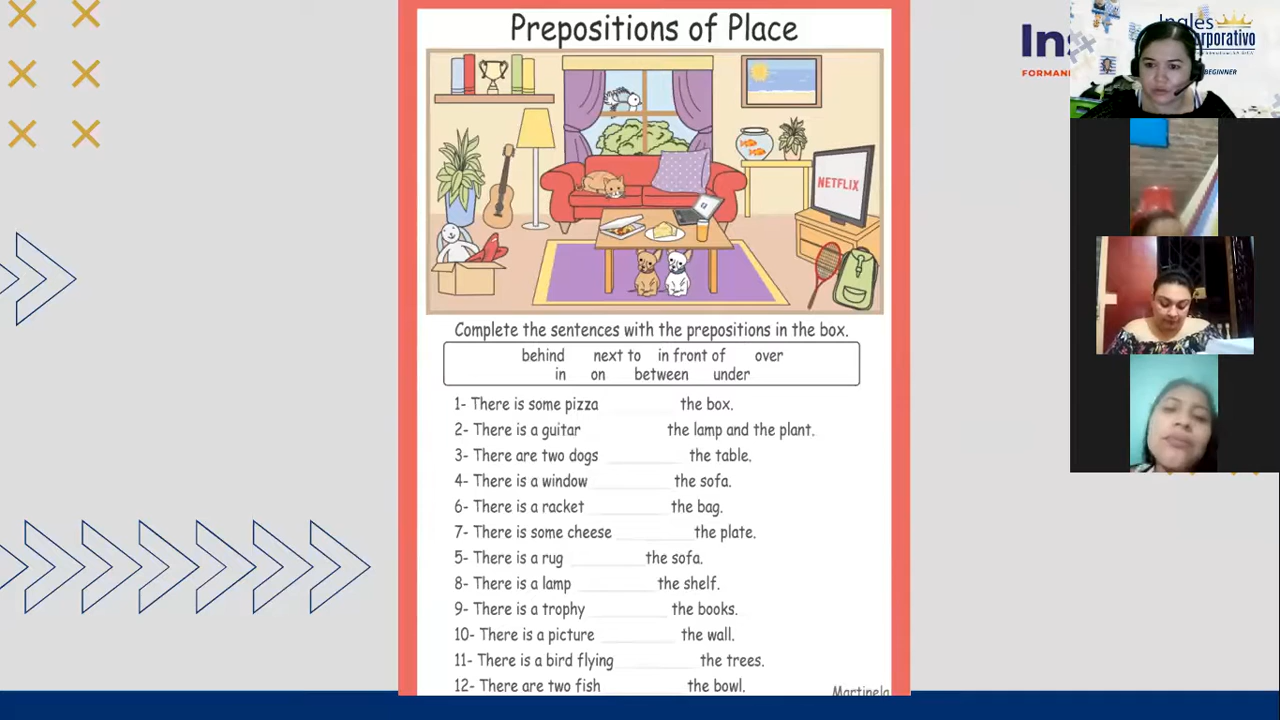 Prepositions of Place
NETFLIX
Complete the sentences with the prepositions in the box.
behind next to in front of over
in on between under
1- There is some pizza the box.
2- There is a guitar the lamp and the plant.
3- There are two dogs the table.
4- There is a window the sofa.
6- There is a racket the bag.
7- There is some cheese the plate.
5- There is a rug the sofa.
8- There is a lamp the shelf.
9- There is a trophy the books.
10- There is a picture the wall.
11- There is a bird flying the trees.
12- There are two fish the bowl.
Martinela
Ingles
BEGINNER